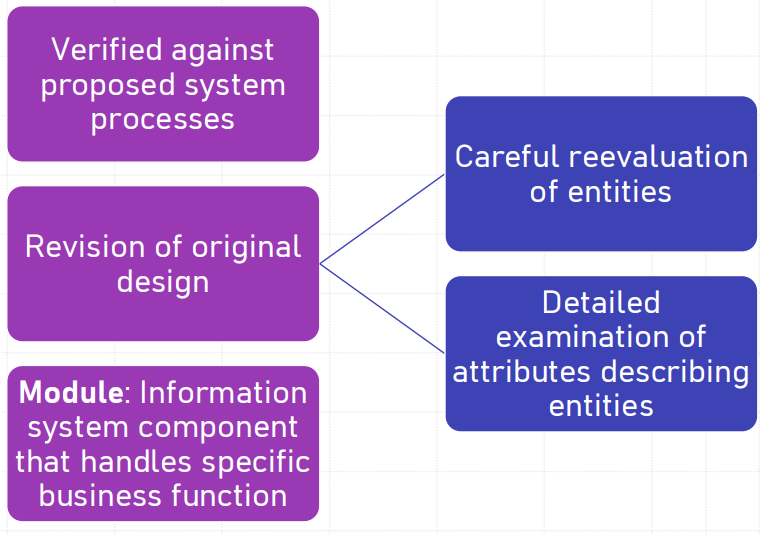 Verified against
proposed system
processes
Revision of original
design
Careful reevaluation
of entities
Detailed
examination of
attributes describing
entities
Module: Information
system component
that handles specific
business function